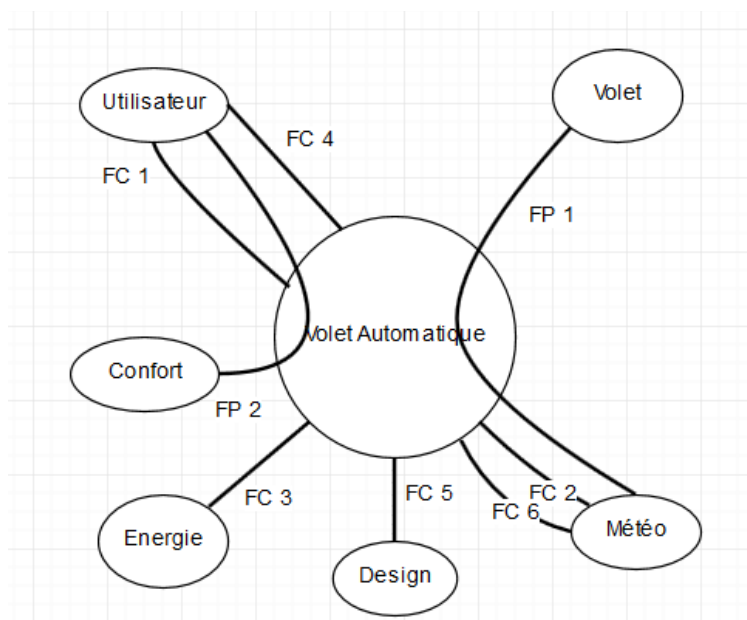 Utilisateur
Volet
FC 4
FC 1
FP 1
Volet Automatique
Confort
FP 2
FC 3
FC 5
FC 2
FC 6
Energie
Météo
Design